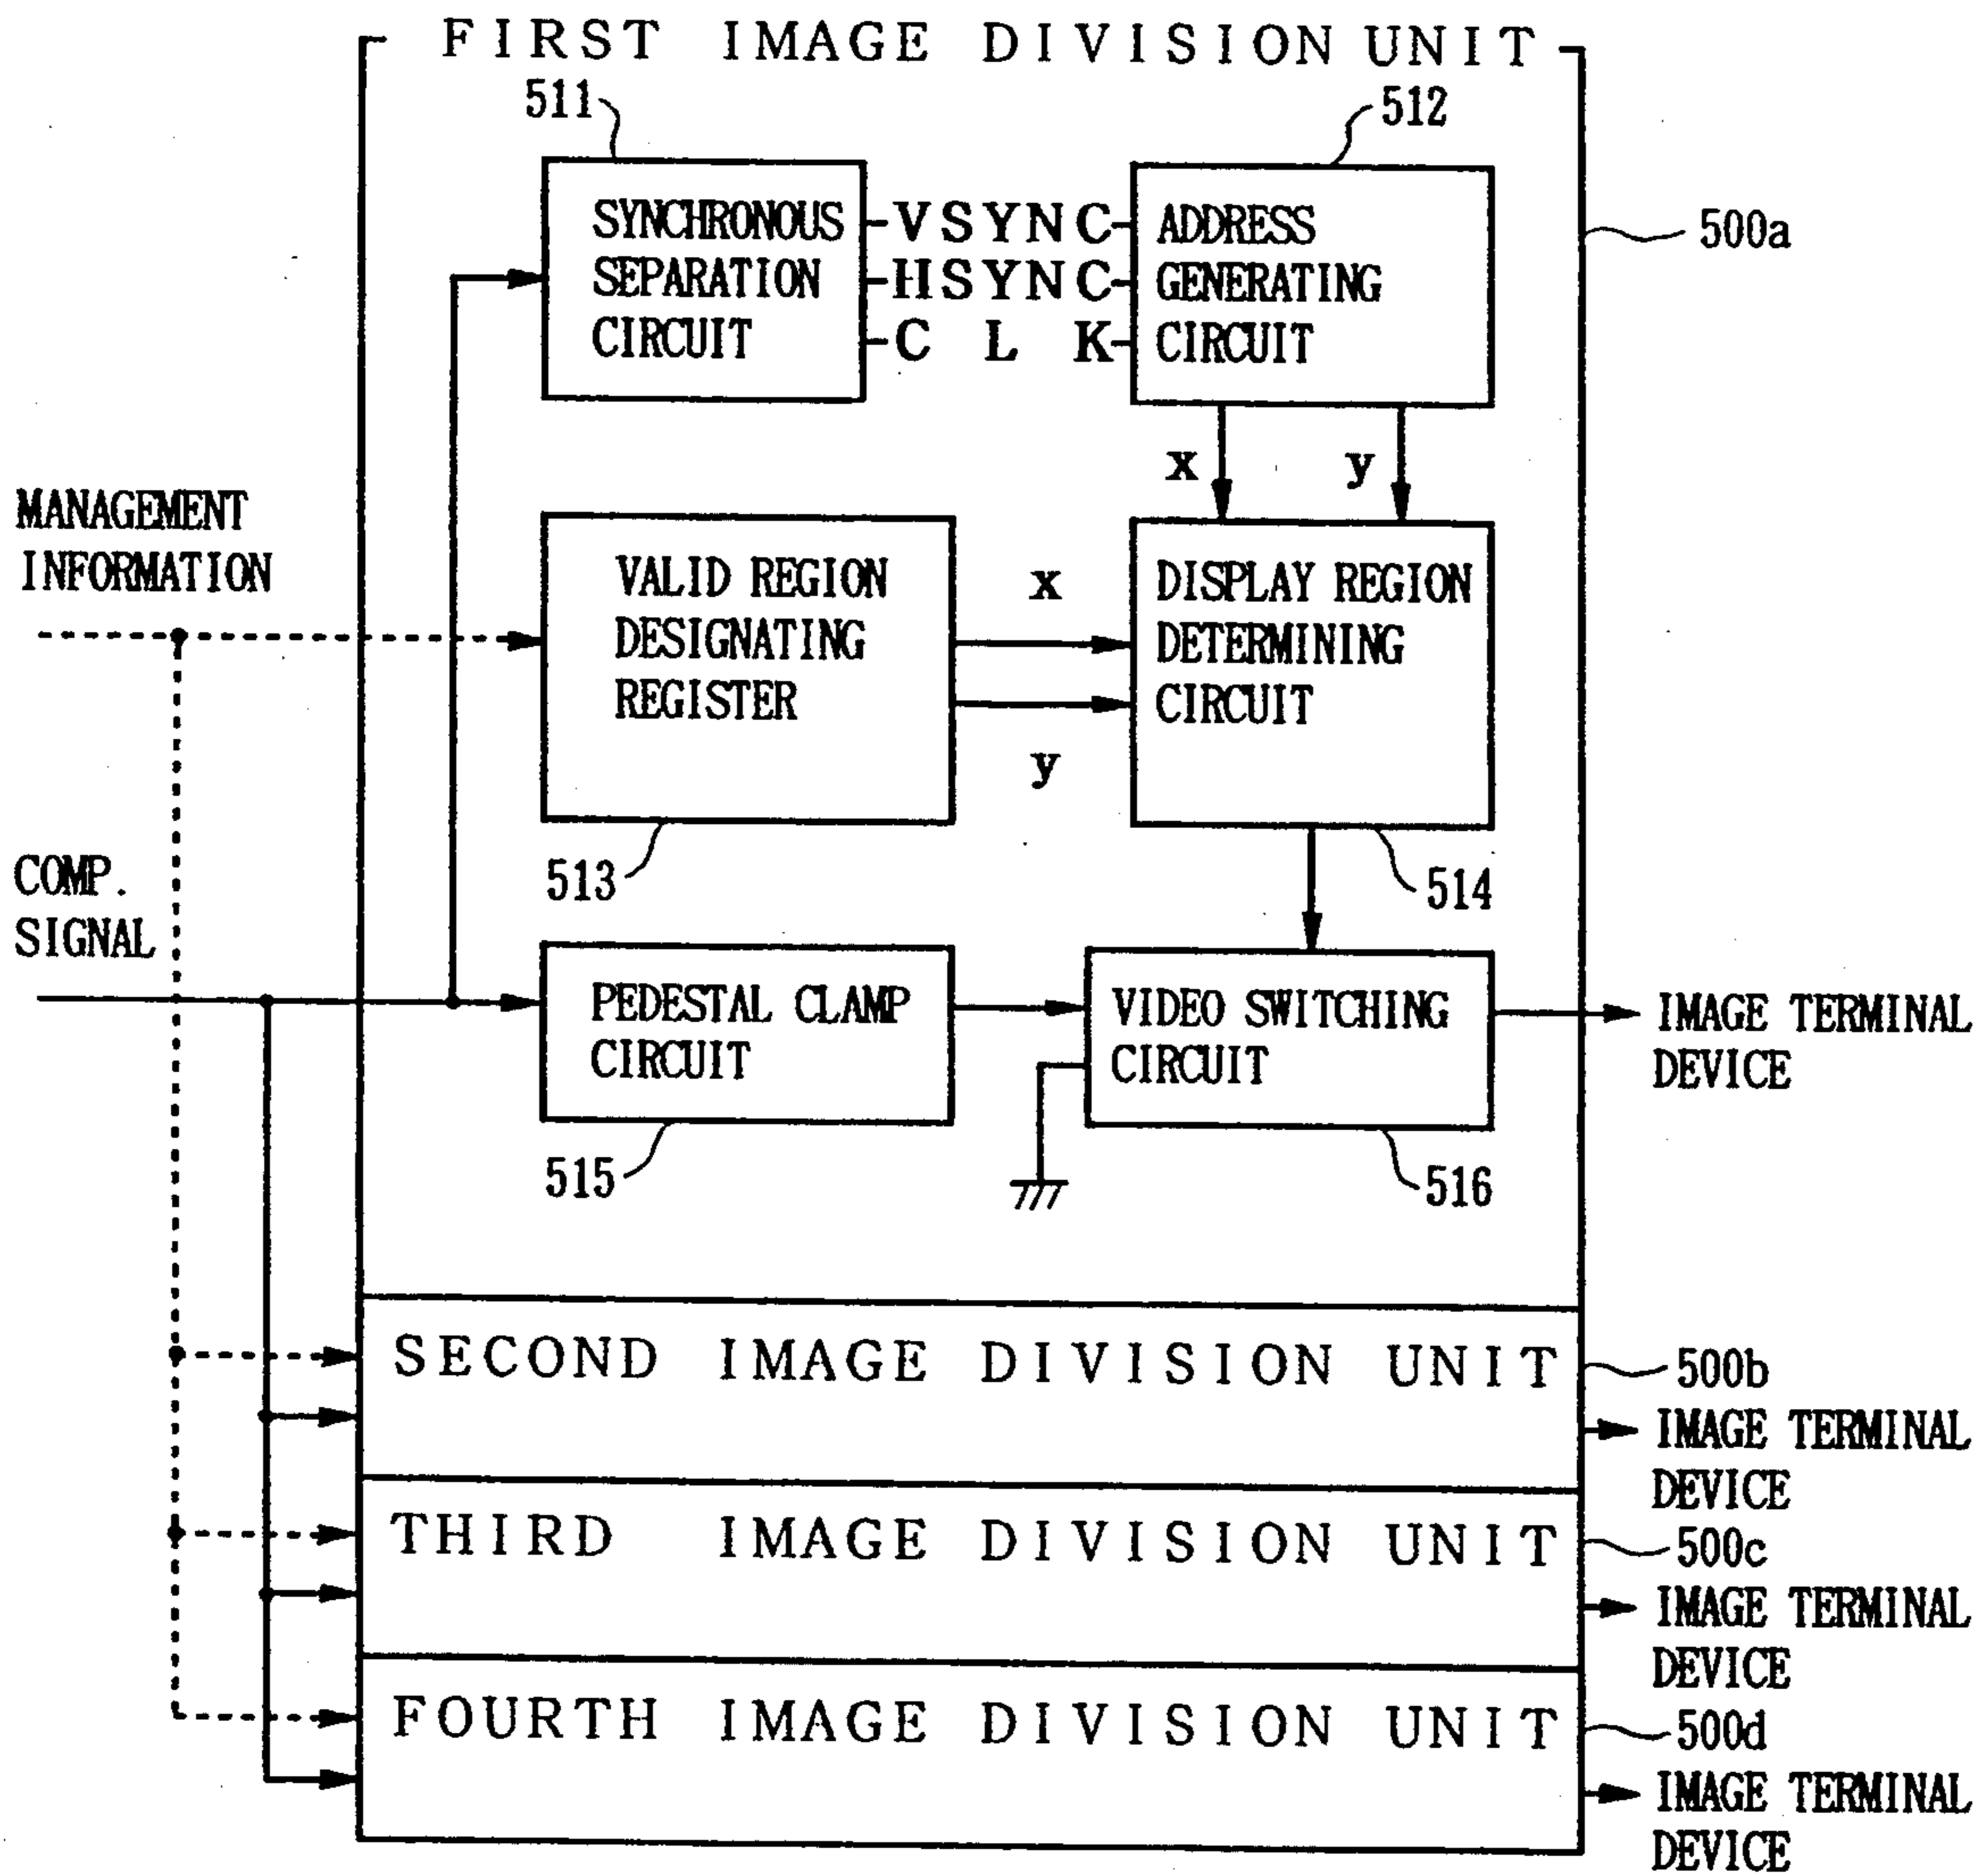 FIRST IMAGE DIVISION UNIT
511
512
SYNCHRONOUS
SEPARATION
CIRCUIT
VSYNC
HSYNC
CLK
ADDRESS
GENERATING
CIRCUIT
500a
x
y
MANAGEMENT
INFORMATION
VALID REGION
DESIGNATING
REGISTER
x
y
DISPLAY REGION
DETERMINING
CIRCUIT
513
514
COMP.
SIGNAL
PEDESTAL CLAMP
CIRCUIT
VIDEO SWITCHING
CIRCUIT
IMAGE TERMINAL
DEVICE
515
516
SECOND IMAGE DIVISION UNIT
500b
IMAGE TERMINAL
DEVICE
THIRD IMAGE DIVISION UNIT
500c
IMAGE TERMINAL
DEVICE
FOURTH IMAGE DIVISION UNIT
500d
IMAGE TERMINAL
DEVICE